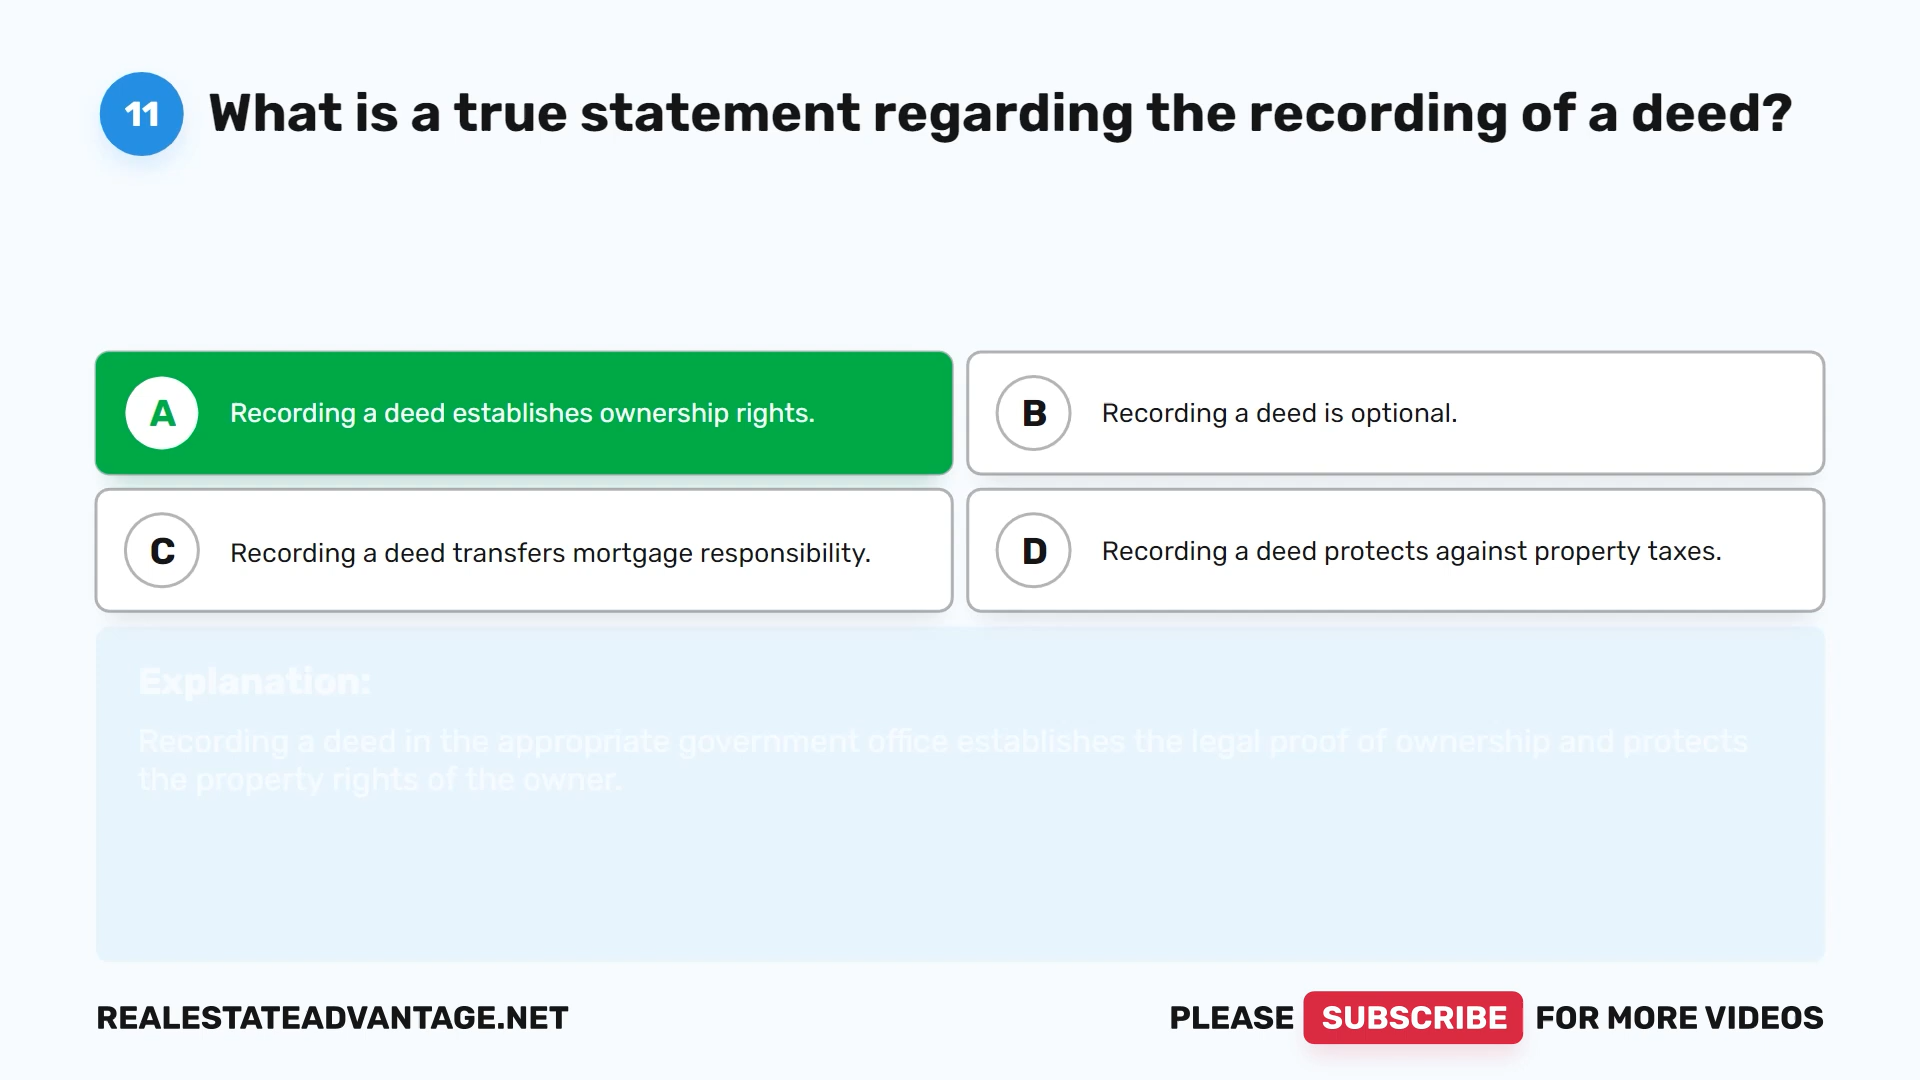 11 What is a true statement regarding the recording of a deed?
A Recording a deed establishes ownership rights.
B Recording a deed is optional.
C Recording a deed transfers mortgage responsibility.
D Recording a deed protects against property taxes.
Explanation:
Recording a deed in the appropriate government office establishes the legal proof of ownership and protects
the property rights of the owner.
REALESTATEADVANTAGE.NET
PLEASE SUBSCRIBE FOR MORE VIDEOS